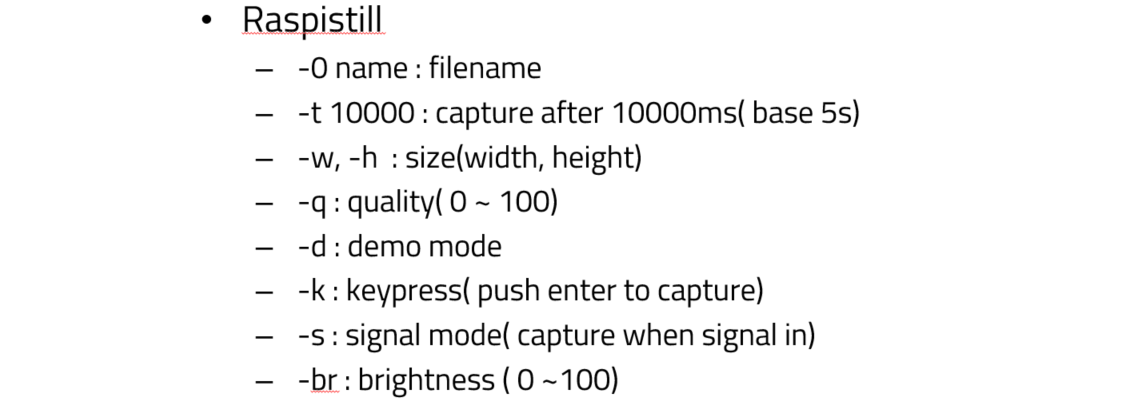 • Raspistill
– -O name : filename
– -t 10000 : capture after 10000ms( base 5s)
– -w, -h : size(width, height)
– -q : quality( 0 ~ 100)
– -d : demo mode
– -k : keypress( push enter to capture)
– -s : signal mode( capture when signal in)
– -br : brightness ( 0 ~100)